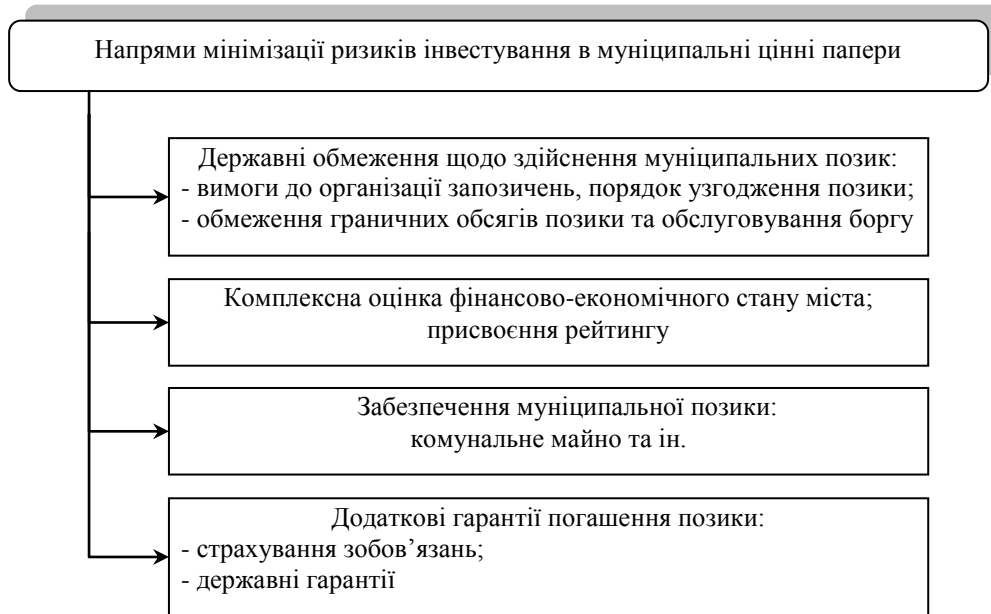 Напрями мінімізації ризиків інвестування в муніципальні цінні папери
Державні обмеження щодо здійснення муніципальних позик:
- вимоги до організації запозичень, порядок узгодження позики;
- обмеження граничних обсягів позики та обслуговування боргу
Комплексна оцінка фінансово-економічного стану міста;
присвоєння рейтингу
Забезпечення муніципальної позики:
комунальне майно та ін.
Додаткові гарантії погашення позики:
- страхування зобов’язань;
- державні гарантії